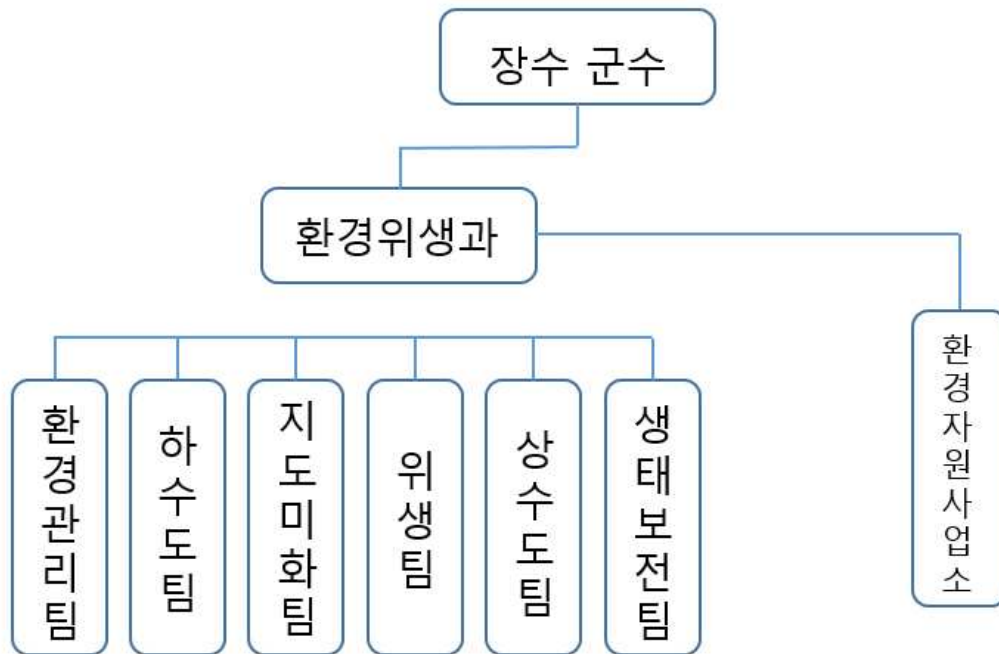 장수 군수
환경위생과
환경관리팀
하수도팀
지도미화팀
위생팀
상수도팀
생태보전팀
환경자원사업소